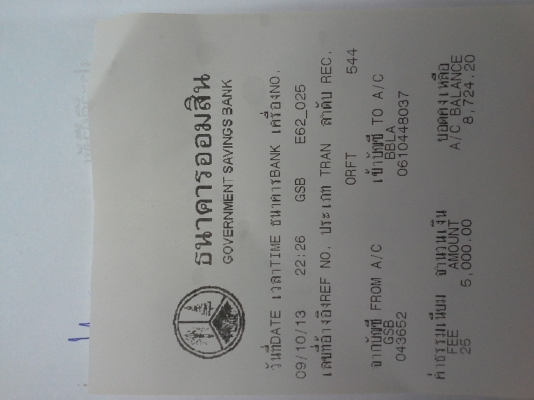 ธนาคารออมสิน
GOVERNMENT SAVINGS BANK
วันที่DATE เวลาTIME ธนาคารBANK เครื่องNO.
09/10/13 22:26 GSB E62_025
เลขที่อ้างอิงREF NO. ประเภท TRAN ลำดับ REC.
ORFT 544
จากบัญชี FROM A/C เข้าบัญชี TO A/C
GSB BBLA
043652 0610448037
ค่าธรรมเนียม จำนวนเงิน ยอดคงเหลือ
FEE AMOUNT A/C BALANCE
25 5,000.00 8,724.20